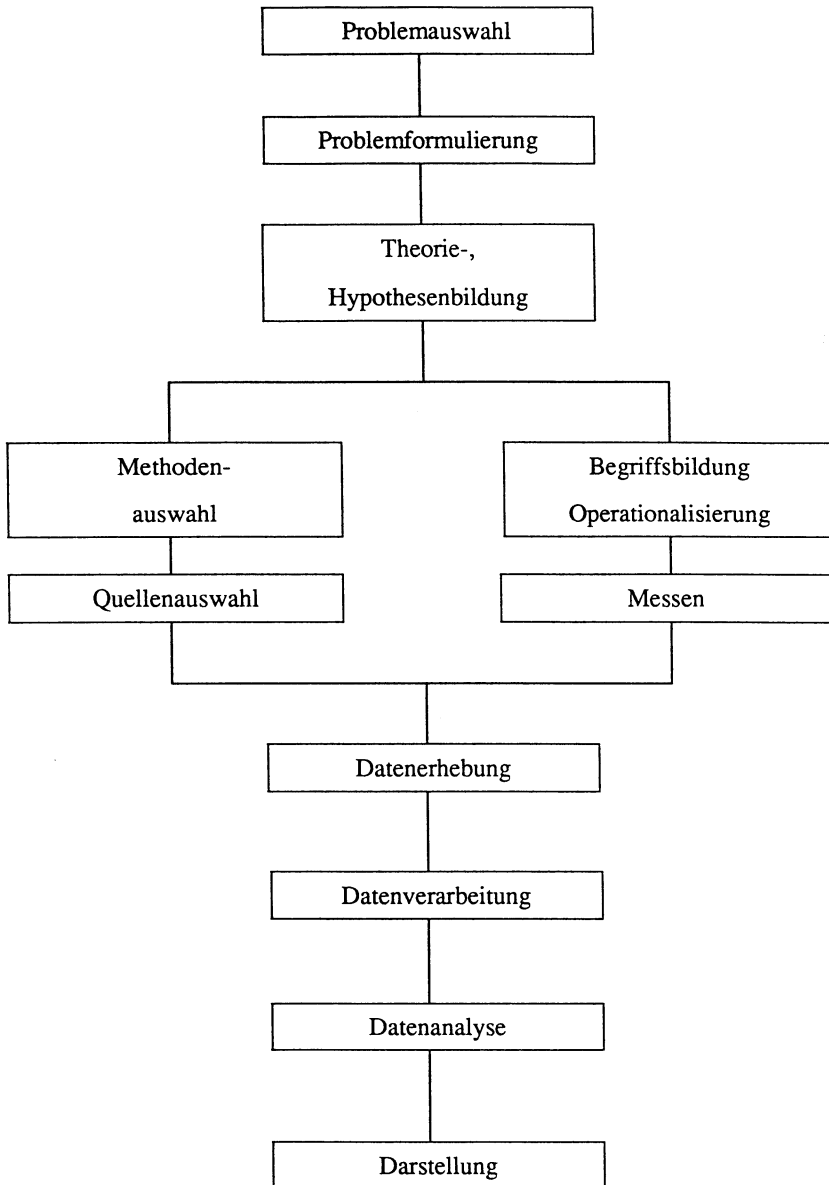 Problemauswahl
Problemformulierung
Theorie-,
Hypothesenbildung
Methoden-
auswahl
Begriffsbildung
Operationalisierung
Quellenauswahl
Messen
Datenerhebung
Datenverarbeitung
Datenanalyse
Darstellung